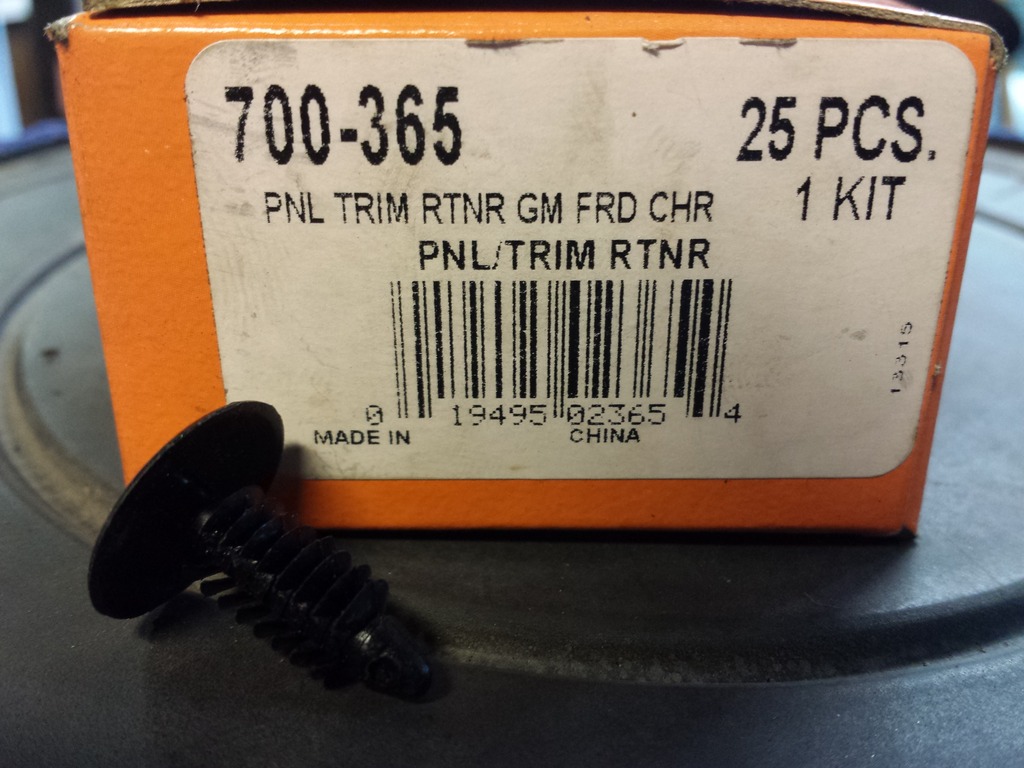 700-365
25 PCS.
PNL TRIM RTNR GM FRD CHR
1 KIT
PNL/TRIM RTNR
0 19495 02365 4
MADE IN CHINA
13315